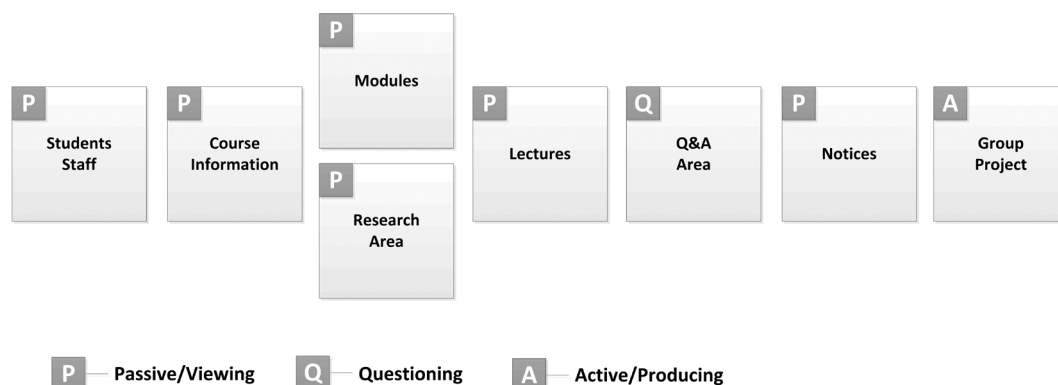 P
Modules
P
Students
Staff
P
Course
Information
P
Research
Area
P
Lectures
Q
Q&A
Area
P
Notices
A
Group
Project
P Passive/Viewing
Q Questioning
A Active/Producing